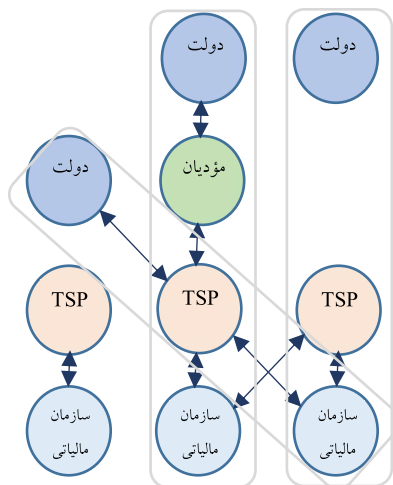 دولت
دولت
دولت
مؤدیان
TSP
TSP
TSP
سازمان
مالیاتی
سازمان
مالیاتی
سازمان
مالیاتی